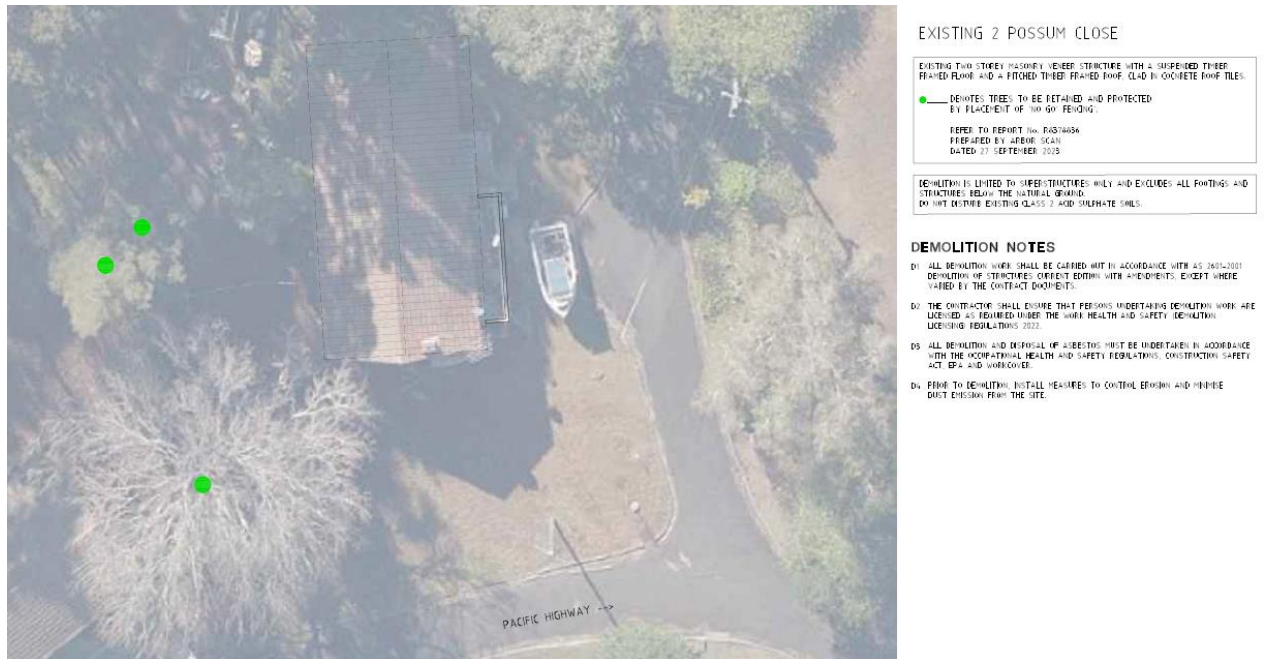 EXISTING 2 POSSUM CLOSE
EXISTING TWO STOREY MASONRY VENEER STRUCTURE WITH A SUSPENDED TIMBER
FRAMED FLOOR AND A PITCHED TIMBER FRAMED ROOF, CLAD IN COCNRETE ROOF TILES.
DENOTES TREES TO BE RETAINED AND PROTECTED
BY PLACEMENT OF 'NO GO' FENCING'.
REFER TO REPORT No. R6374636
PREPARED BY ARBOR SCAN
DATED 27 SEPTEMBER 2023
DEMOLITION IS LIMITED TO SUPERSTRUCTURES ONLY AND EXCLUDES ALL FOOTINGS AND
STRUCTURES BELOW THE NATURAL GROUND.
DO NOT DISTURB EXISTING CLASS 2 ACID SULPHATE SOILS.
DEMOLITION NOTES
D1 ALL DEMOLITION WORK SHALL BE CARRIED OUT IN ACCORDANCE WITH AS 2601-2001
DEMOLITION OF STRUCTURES CURRENT EDITION WITH AMENDMENTS, EXCEPT WHERE
VARIED BY THE CONTRACT DOCUMENTS.
D2 THE CONTRACTOR SHALL ENSURE THAT PERSONS UNDERTAKING DEMOLITION WORK ARE
LICENSED AS REQUIRED UNDER THE WORK HEALTH AND SAFETY (DEMOLITION
LICENSING) REGULATIONS 2022.
D3 ALL DEMOLITION AND DISPOSAL OF ASBESTOS MUST BE UNDERTAKEN IN ACCORDANCE
WITH THE OCCUPATIONAL HEALTH AND SAFETY REGULATIONS, CONSTRUCTION SAFETY
ACT, EPA AND WORKCOVER.
D4 PRIOR TO DEMOLITION, INSTALL MEASURES TO CONTROL EROSION AND MINIMISE
DUST EMISSION FROM THE SITE.
PACIFIC HIGHWAY -->